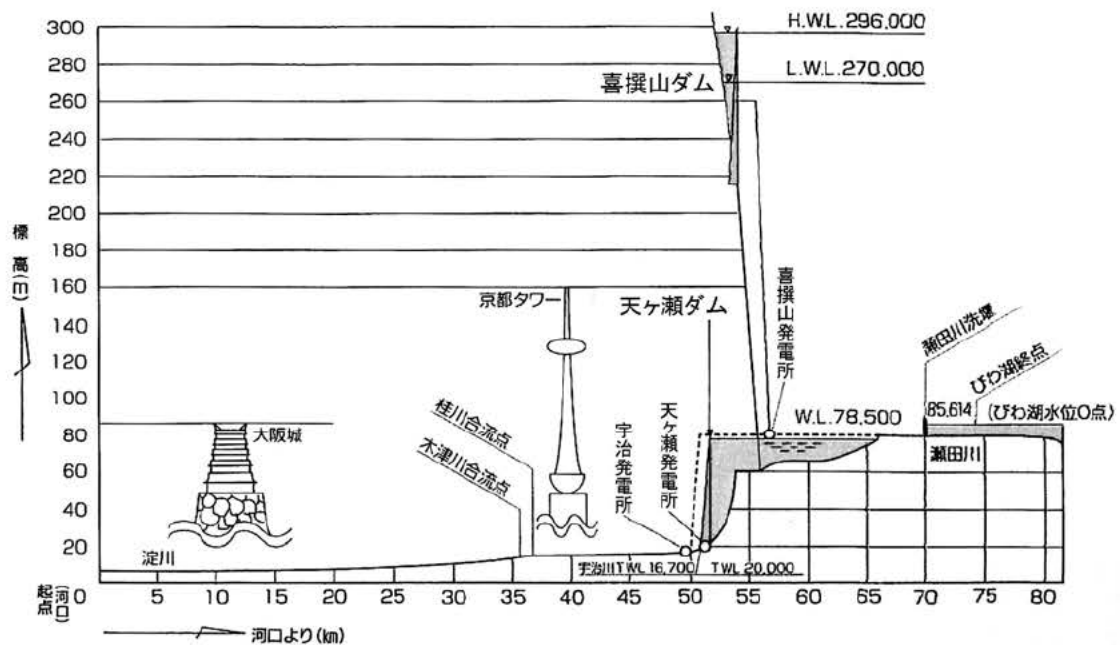 300
280
260
240
220
200
180
160
140
120
100
80
60
40
20
0
標高(m)
H.W.L.296,000
L.W.L.270,000
喜撰山ダム
京都タワー
天ヶ瀬ダム
喜撰山発電所
瀬田川洗堰
びわ湖終点
85,614
(びわ湖水位0点)
W.L.78,500
瀬田川
大阪城
桂川合流点
木津川合流点
宇治発電所
天ヶ瀬発電所
淀川
宇治川TWL 16,700
TWL 20,000
起点(河口)
5 10 15 20 25 30 35 40 45 50 55 60 65 70 75 80
河口より(km)